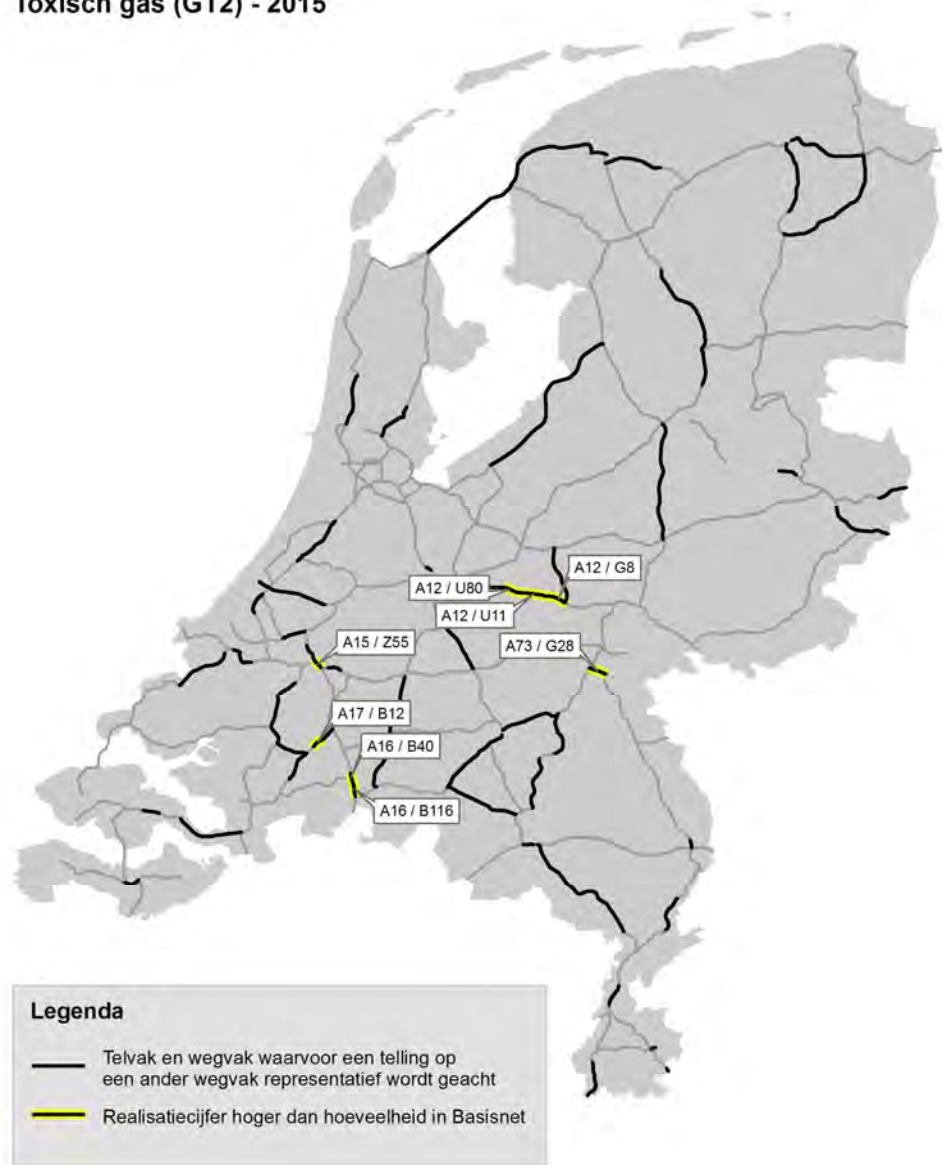 Toxisch gas (GT2) - 2015
A12 / G8
A12 / U80
A12 / U11
A15 / Z55
A73 / G28
A17 / B12
A16 / B40
A16 / B116
Legenda
Telvak en wegvak waarvoor een telling op
een ander wegvak representatief wordt geacht
Realisatiecijfer hoger dan hoeveelheid in Basisnet